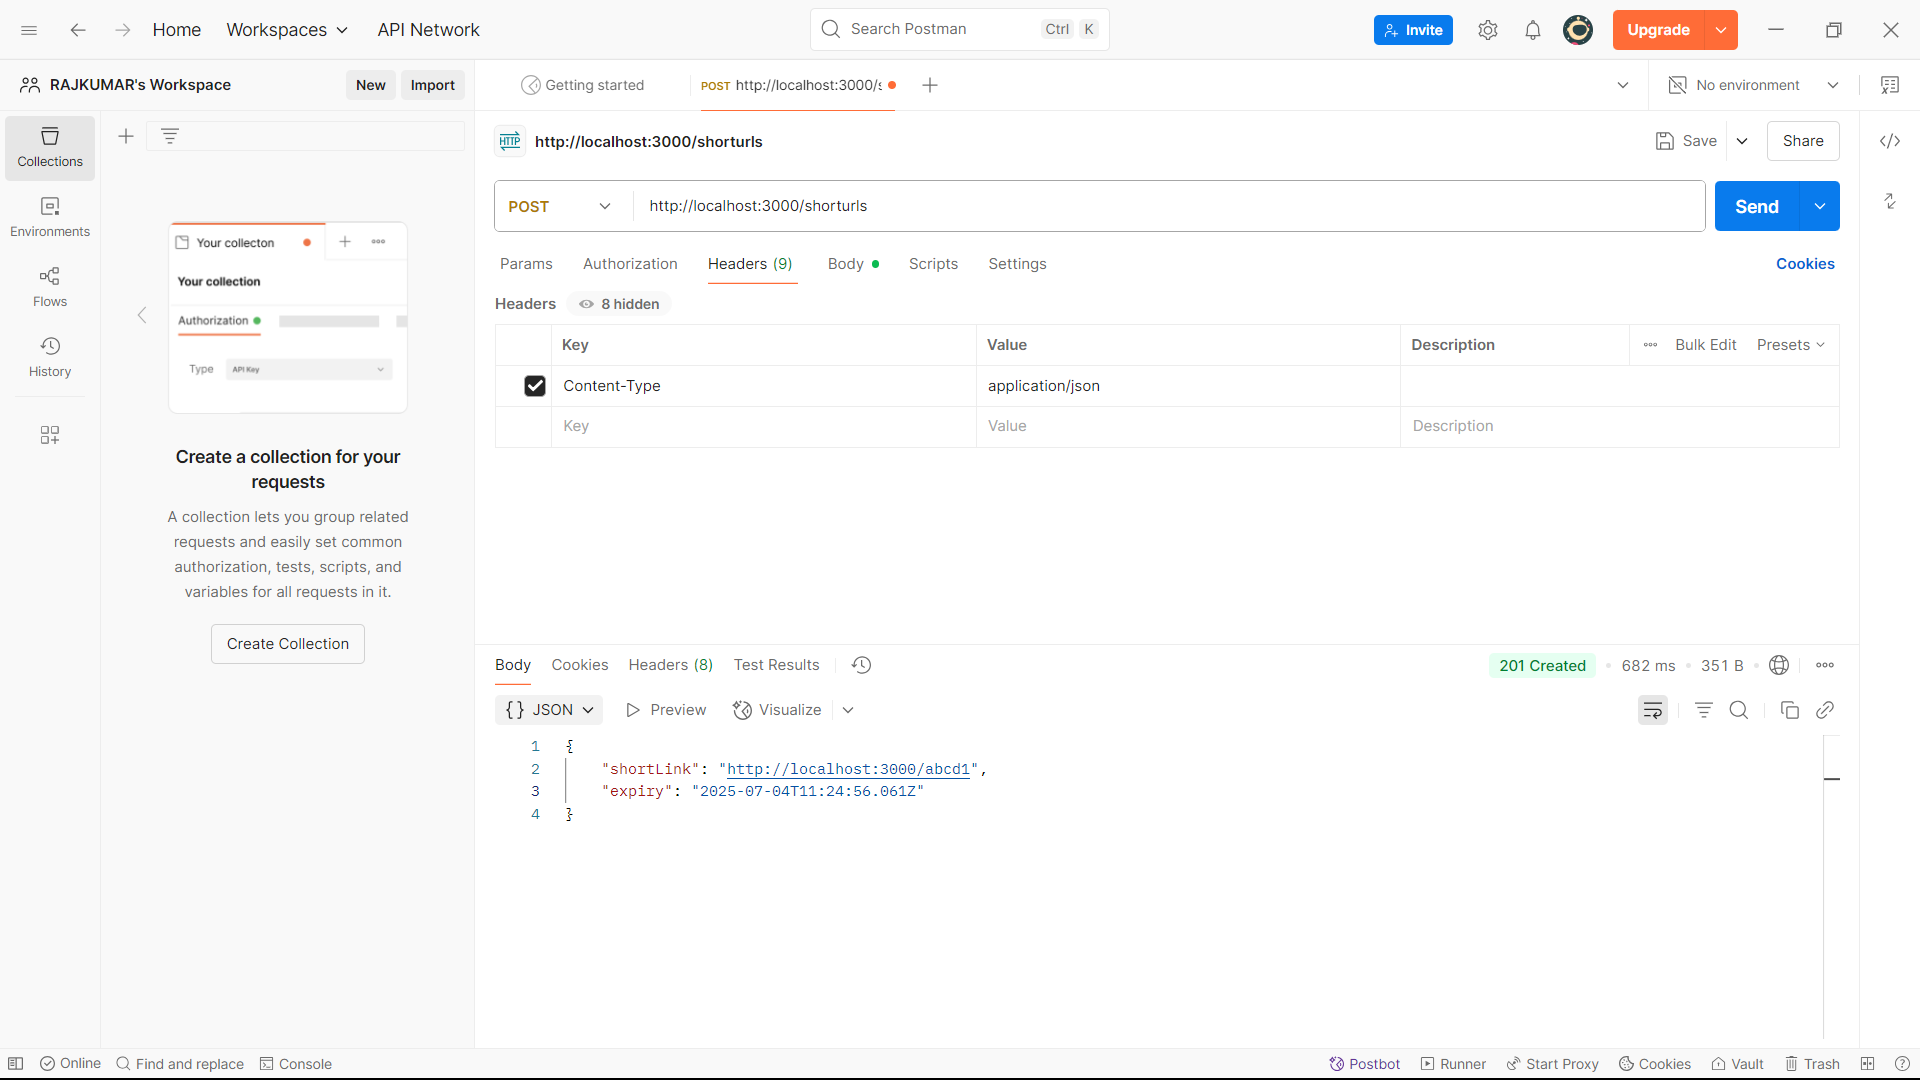 Home
Workspaces
API Network
Search Postman
Ctrl
K
Invite
Upgrade
RAJKUMAR's Workspace
New
Import
Getting started
POST http://localhost:3000/s
No environment
Collections
Environments
Flows
History
Your collecton
Your collection
Authorization
Type
API Key
Create a collection for your
requests
A collection lets you group related
requests and easily set common
authorization, tests, scripts, and
variables for all requests in it.
Create Collection
HTTP
http://localhost:3000/shorturls
Save
Share
POST
http://localhost:3000/shorturls
Send
Params
Authorization
Headers (9)
Body
Scripts
Settings
Cookies
Headers
8 hidden
Key
Value
Description
Bulk Edit
Presets
Content-Type
application/json
Key
Value
Description
Body
Cookies
Headers (8)
Test Results
201 Created
682 ms
351 B
{} JSON
Preview
Visualize
1 {
2 "shortLink": "http://localhost:3000/abcd1",
3 "expiry": "2025-07-04T11:24:56.061Z"
4 }
Online
Find and replace
Console
Postbot
Runner
Start Proxy
Cookies
Vault
Trash